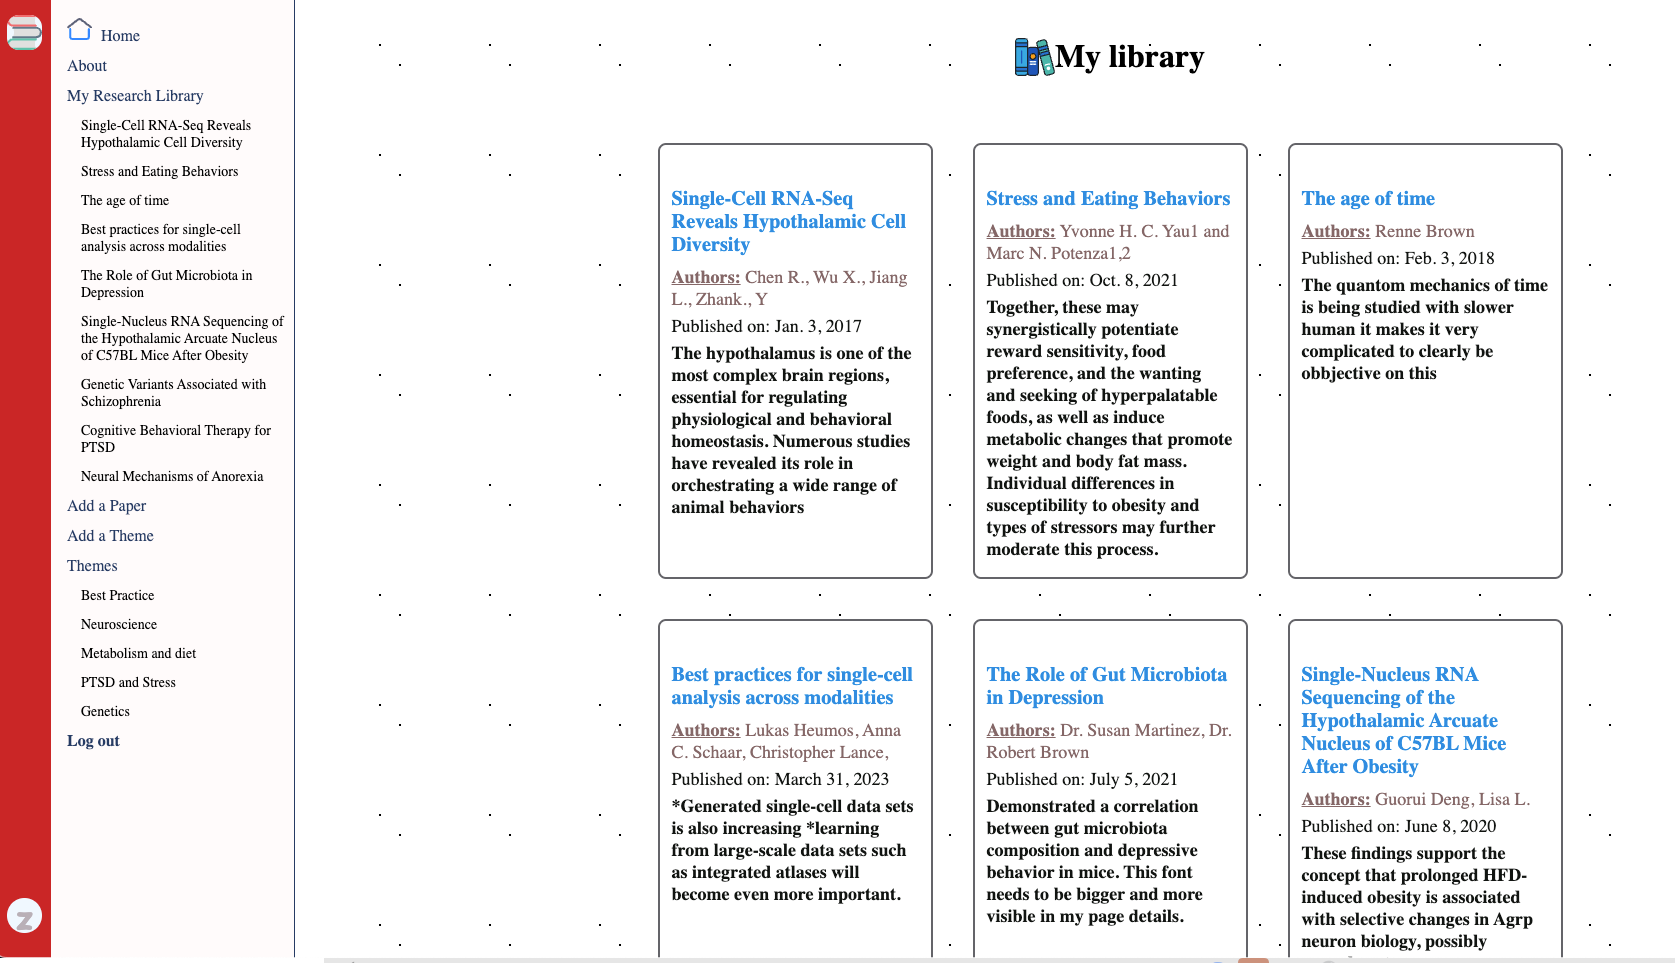 Home
About
My Research Library
Single-Cell RNA-Seq Reveals
Hypothalamic Cell Diversity
Stress and Eating Behaviors
The age of time
Best practices for single-cell
analysis across modalities
The Role of Gut Microbiota in
Depression
Single-Nucleus RNA Sequencing of
the Hypothalamic Arcuate Nucleus
of C57BL Mice After Obesity
Genetic Variants Associated with
Schizophrenia
Cognitive Behavioral Therapy for
PTSD
Neural Mechanisms of Anorexia
Add a Paper
Add a Theme
Themes
Best Practice
Neuroscience
Metabolism and diet
PTSD and Stress
Genetics
Log out
z
My library
Single-Cell RNA-Seq
Reveals Hypothalamic Cell
Diversity
Authors: Chen R., Wu X., Jiang
L., Zhank., Y
Published on: Jan. 3, 2017
The hypothalamus is one of the
most complex brain regions,
essential for regulating
physiological and behavioral
homeostasis. Numerous studies
have revealed its role in
orchestrating a wide range of
animal behaviors
Stress and Eating Behaviors
Authors: Yvonne H. C. Yau1 and
Marc N. Potenza1,2
Published on: Oct. 8, 2021
Together, these may
synergistically potentiate
reward sensitivity, food
preference, and the wanting
and seeking of hyperpalatable
foods, as well as induce
metabolic changes that promote
weight and body fat mass.
Individual differences in
susceptibility to obesity and
types of stressors may further
moderate this process.
The age of time
Authors: Renne Brown
Published on: Feb. 3, 2018
The quantom mechanics of time
is being studied with slower
human it makes it very
complicated to clearly be
obbjective on this
Best practices for single-cell
analysis across modalities
Authors: Lukas Heumos, Anna
C. Schaar, Christopher Lance,
Published on: March 31, 2023
*Generated single-cell data sets
is also increasing *learning
from large-scale data sets such
as integrated atlases will
become even more important.
The Role of Gut Microbiota
in Depression
Authors: Dr. Susan Martinez, Dr.
Robert Brown
Published on: July 5, 2021
Demonstrated a correlation
between gut microbiota
composition and depressive
behavior in mice. This font
needs to be bigger and more
visible in my page details.
Single-Nucleus RNA
Sequencing of the
Hypothalamic Arcuate
Nucleus of C57BL Mice
After Obesity
Authors: Guorui Deng, Lisa L.
Published on: June 8, 2020
These findings support the
concept that prolonged HFD-
induced obesity is associated
with selective changes in Agrp
neuron biology, possibly